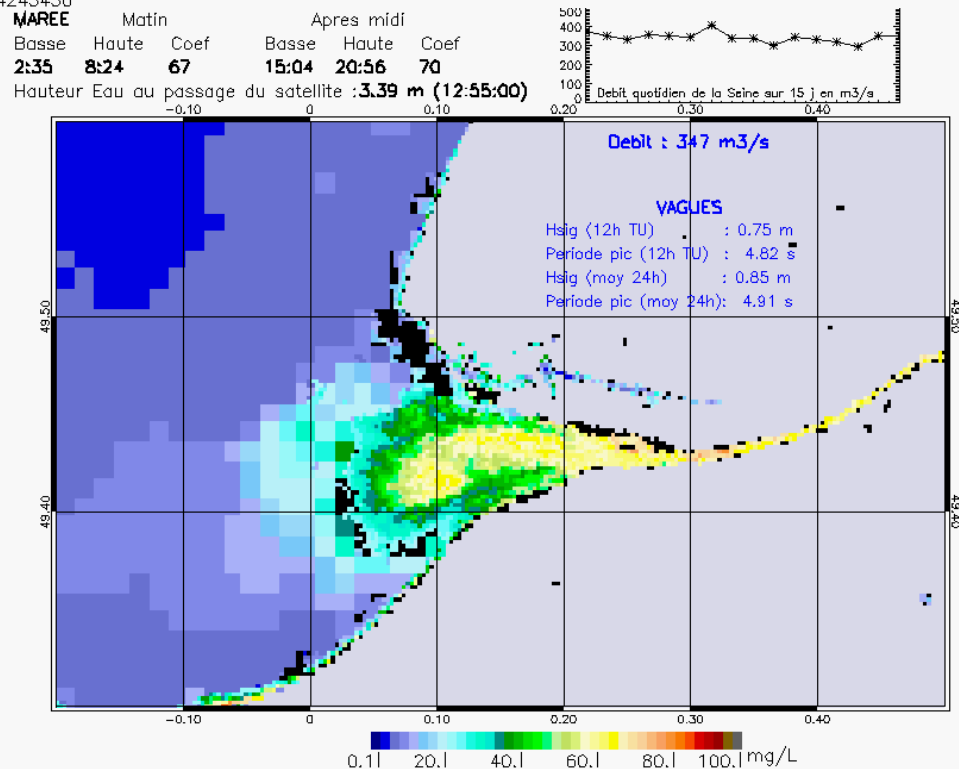 MAREE Matin Apres midi
Basse Haute Coef Basse Haute Coef
2:35 8:24 67 15:04 20:56 70
Hauteur Eau au passage du satellite :3.39 m (12:55:00)
500
400
300
200
100
0
Debit quotidien de la Seine sur 15 j en m3/s
-0.10 0 0.10 0.20 0.30 0.40
Debit : 347 m3/s
VAGUES
Hsig (12h TU) : 0.75 m
Periode pic (12h TU) : 4.82 s
Hsig (moy 24h) : 0.85 m
Periode pic (moy 24h): 4.91 s
49.50 49.50
49.40 49.40
-0.10 0 0.10 0.20 0.30 0.40
0.1| 20.| 40.| 60.| 80.| 100.| mg/L